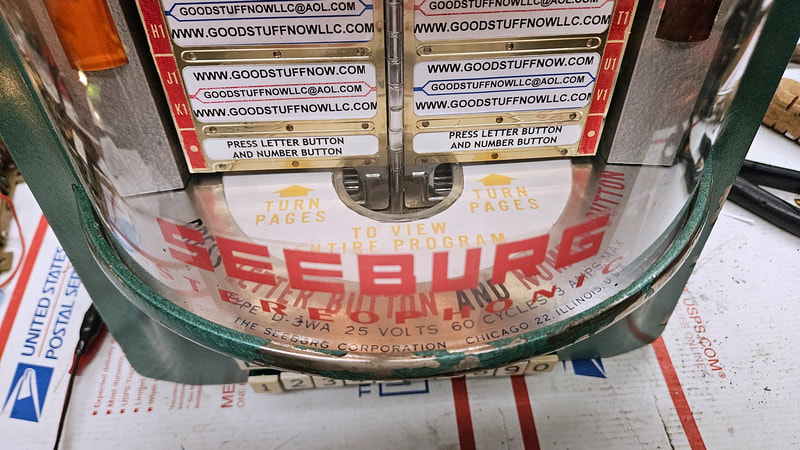 GOODSTUFFNOWLLC@AOL.COM
WWW.GOODSTUFFNOWLLC.COM
H1
WWW.GOODSTUFFNOW.COM
GOODSTUFFNOWLLC@AOL.COM
WWW.GOODSTUFFNOWLLC.COM
J1
K1
PRESS LETTER BUTTON
AND NUMBER BUTTON
GOODSTUFFNOWLLC@AOL.COM
WWW.GOODSTUFFNOWLLC.COM
T1
WWW.GOODSTUFFNOW.COM
GOODSTUFFNOWLLC@AOL.COM
WWW.GOODSTUFFNOWLLC.COM
U1
V1
PRESS LETTER BUTTON
AND NUMBER BUTTON
TURN
PAGES
TURN
PAGES
TO VIEW
ENTIRE PROGRAM
SEEBURG
STEREOPHONIC
LETTER BUTTON AND
BUTTON
25 VOLTS 60 CYCLES
THE SEEBURG CORPORATION CHICAGO 22, ILLINOIS,
1 2 3
9 0
UNITED STATES
POSTAL
USPS.COM